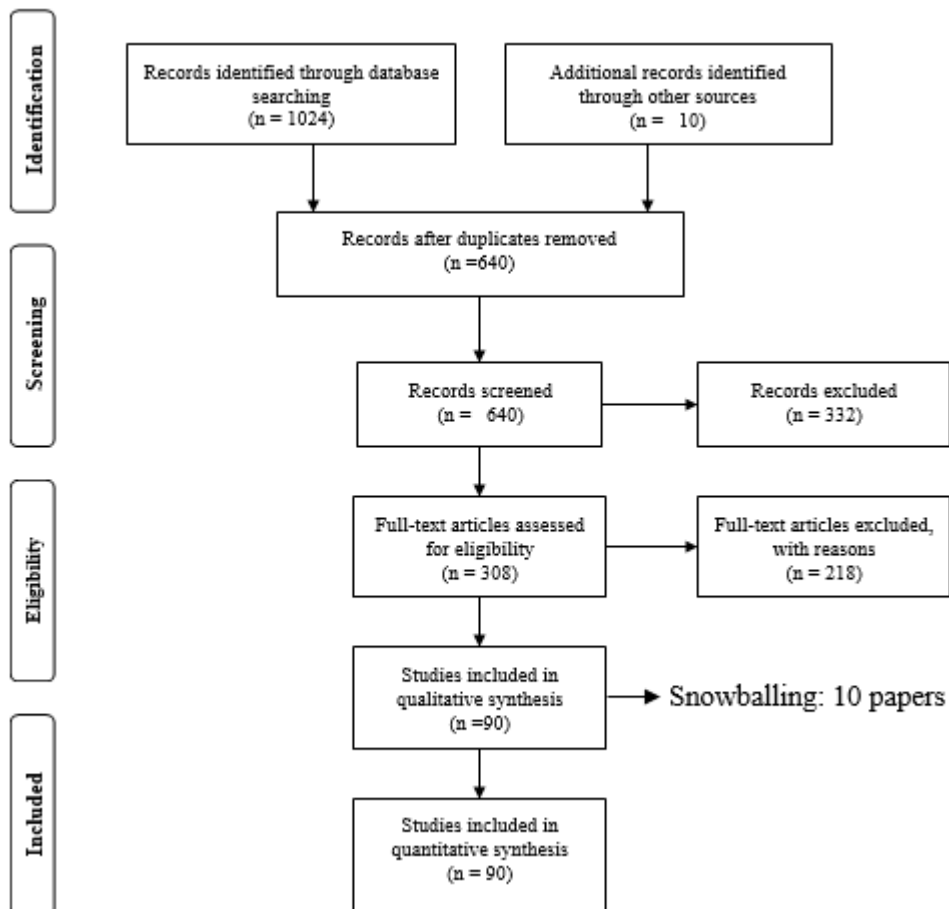 Identification
Records identified through database
searching
(n = 1024)
Additional records identified
through other sources
(n = 10)
Records after duplicates removed
(n =640)
Screening
Records screened
(n = 640)
Records excluded
(n = 332)
Eligibility
Full-text articles assessed
for eligibility
(n = 308)
Full-text articles excluded,
with reasons
(n = 218)
Studies included in
qualitative synthesis
(n =90)
Snowballing: 10 papers
Included
Studies included in
quantitative synthesis
(n = 90)